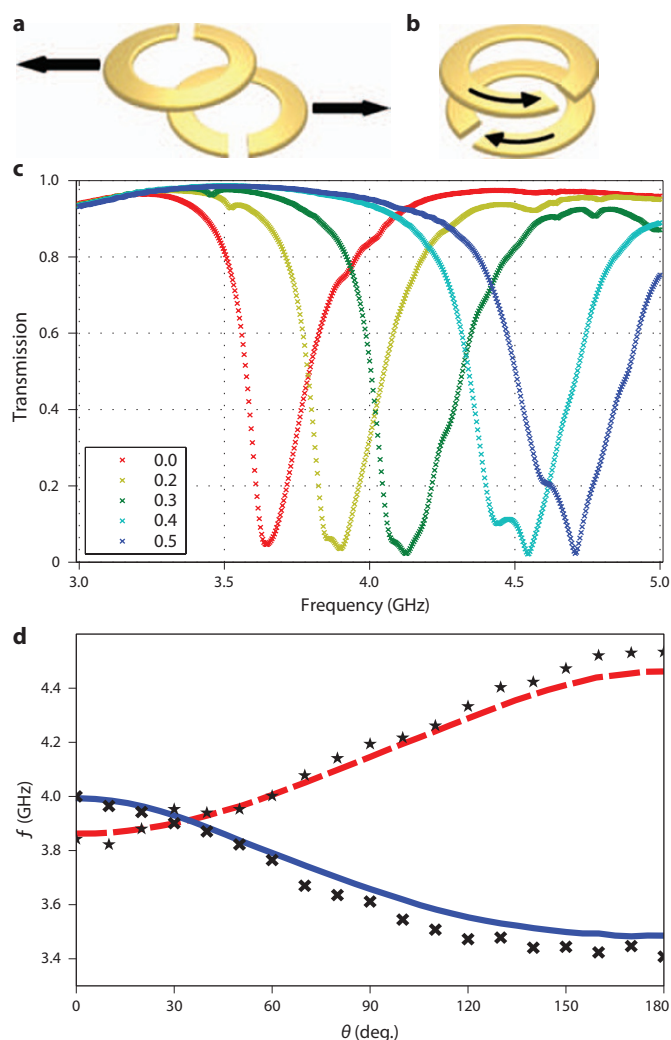 a
b
c
Transmission
1.0
0.8
0.6
0.4
0.2
0
0.0
0.2
0.3
0.4
0.5
3.0 3.5 4.0 4.5 5.0
Frequency (GHz)
d
f (GHz)
4.4
4.2
4.0
3.8
3.6
3.4
0 30 60 90 120 150 180
θ (deg.)